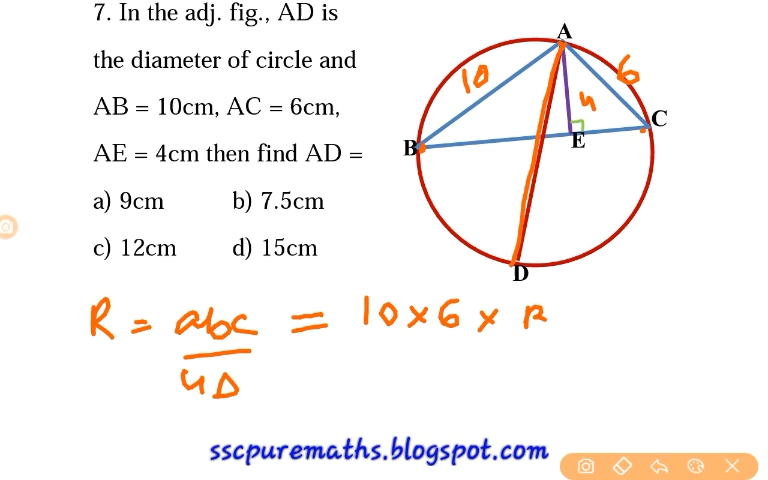 7. In the adj. fig., AD is
the diameter of circle and
AB = 10cm, AC = 6cm,
AE = 4cm then find AD =
a) 9cm b) 7.5cm
c) 12cm d) 15cm
A
10
6
4
B
C
E
D
R = abc = 10 × 6 ×
4Δ
sscpuremaths.blogspot.com